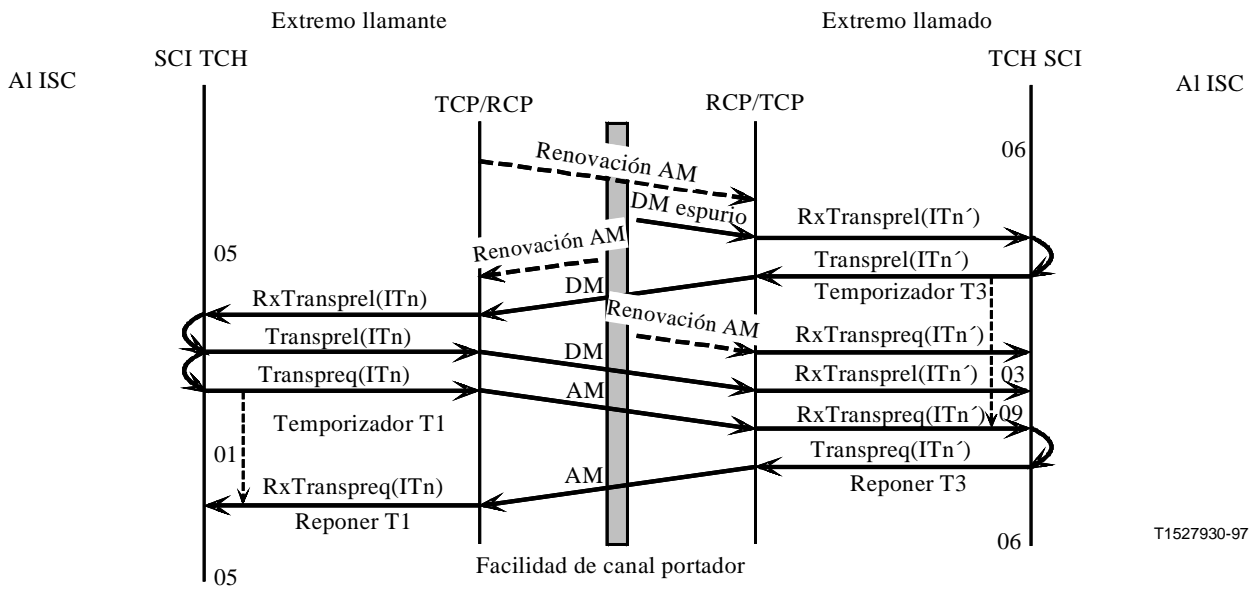 Extremo llamante
Extremo llamado
SCI TCH
TCH SCI
Al ISC
Al ISC
TCP/RCP
RCP/TCP
Renovación AM
06
DM espurio
RxTransprel(ITn´)
05
Renovación AM
Transprel(ITn´)
DM
Temporizador T3
RxTransprel(ITn)
Renovación AM
Transprel(ITn)
RxTranspreq(ITn´)
DM
Transpreq(ITn)
RxTransprel(ITn´)
03
AM
Temporizador T1
RxTranspreq(ITn´)
09
01
Transpreq(ITn´)
AM
RxTranspreq(ITn)
Reponer T3
Reponer T1
06
T1527930-97
Facilidad de canal portador
05